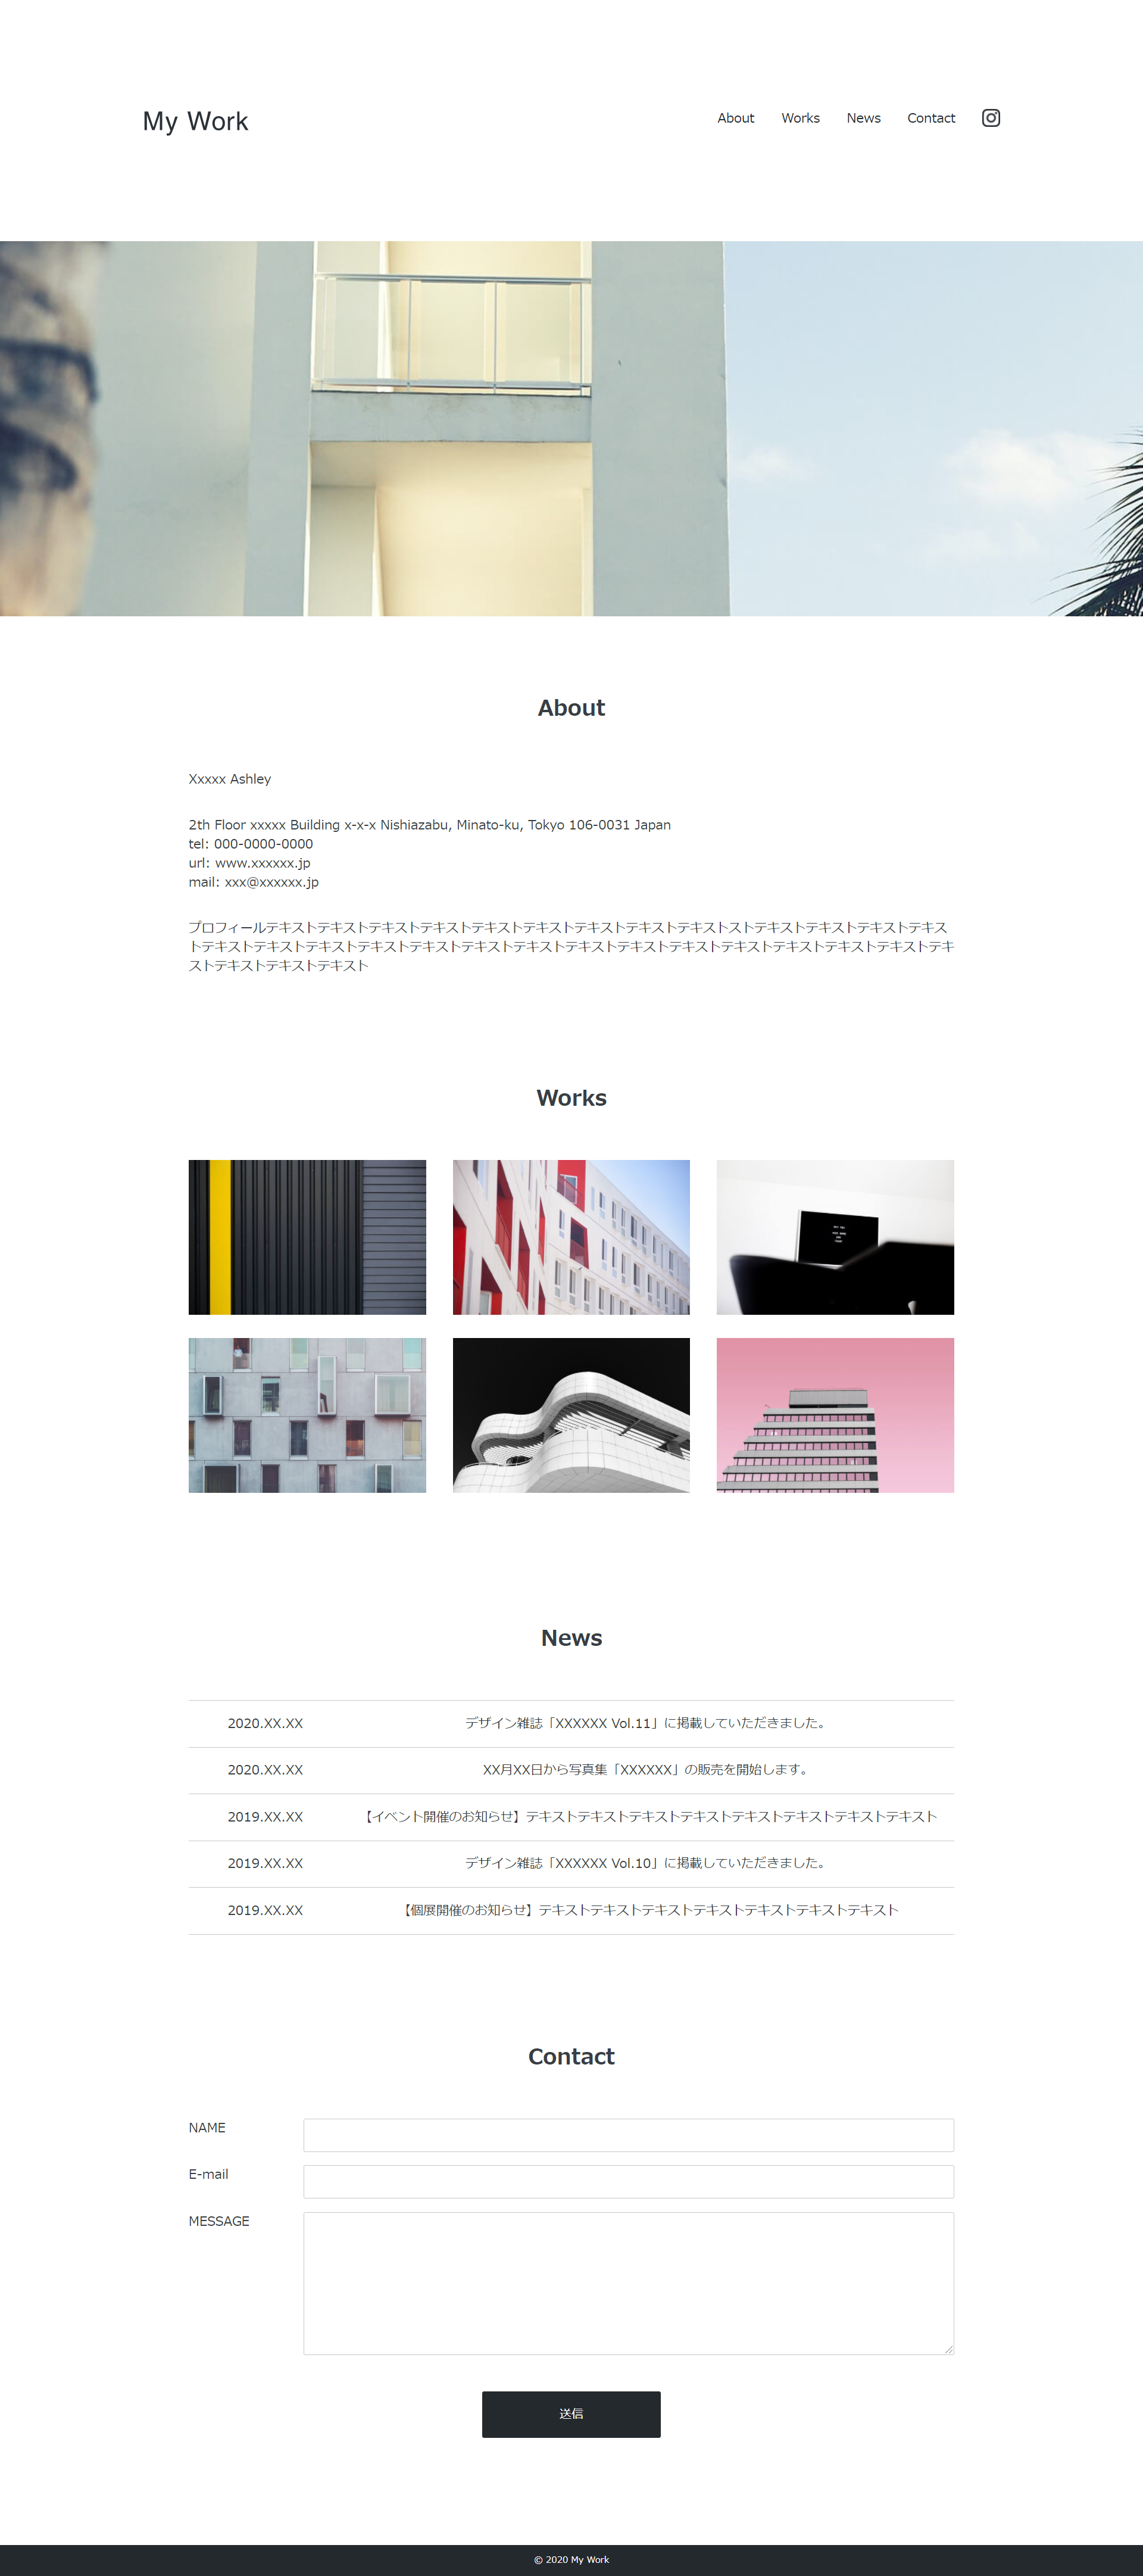 My Work
About Works News Contact
About
Xxxxx Ashley
2th Floor xxxxx Building x-x-x Nishiazabu, Minato-ku, Tokyo 106-0031 Japan
tel: 000-0000-0000
url: www.xxxxxx.jp
mail: xxx@xxxxxx.jp
プロフィールテキストテキストテキストテキストテキストテキストテキストテキストテキストストテキストテキストテキストテキス
トテキストテキストテキストテキストテキストテキストテキストテキストテキストテキストテキストテキストテキストテキストテキ
ストテキストテキストテキスト
Works
News
2020.XX.XX デザイン雑誌「XXXXXX Vol.11」に掲載していただきました。
2020.XX.XX XX月XX日から写真集「XXXXXX」の販売を開始します。
2019.XX.XX 【イベント開催のお知らせ】テキストテキストテキストテキストテキストテキストテキストテキスト
2019.XX.XX デザイン雑誌「XXXXXX Vol.10」に掲載していただきました。
2019.XX.XX 【個展開催のお知らせ】テキストテキストテキストテキストテキストテキストテキスト
Contact
NAME
E-mail
MESSAGE
送信
© 2020 My Work